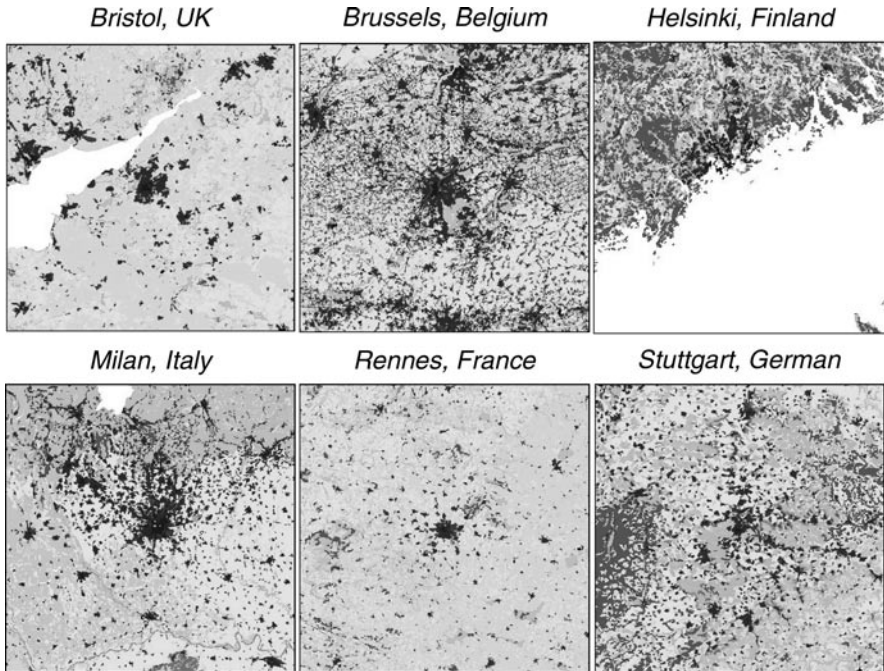 Bristol, UK
Brussels, Belgium
Helsinki, Finland
Milan, Italy
Rennes, France
Stuttgart, German